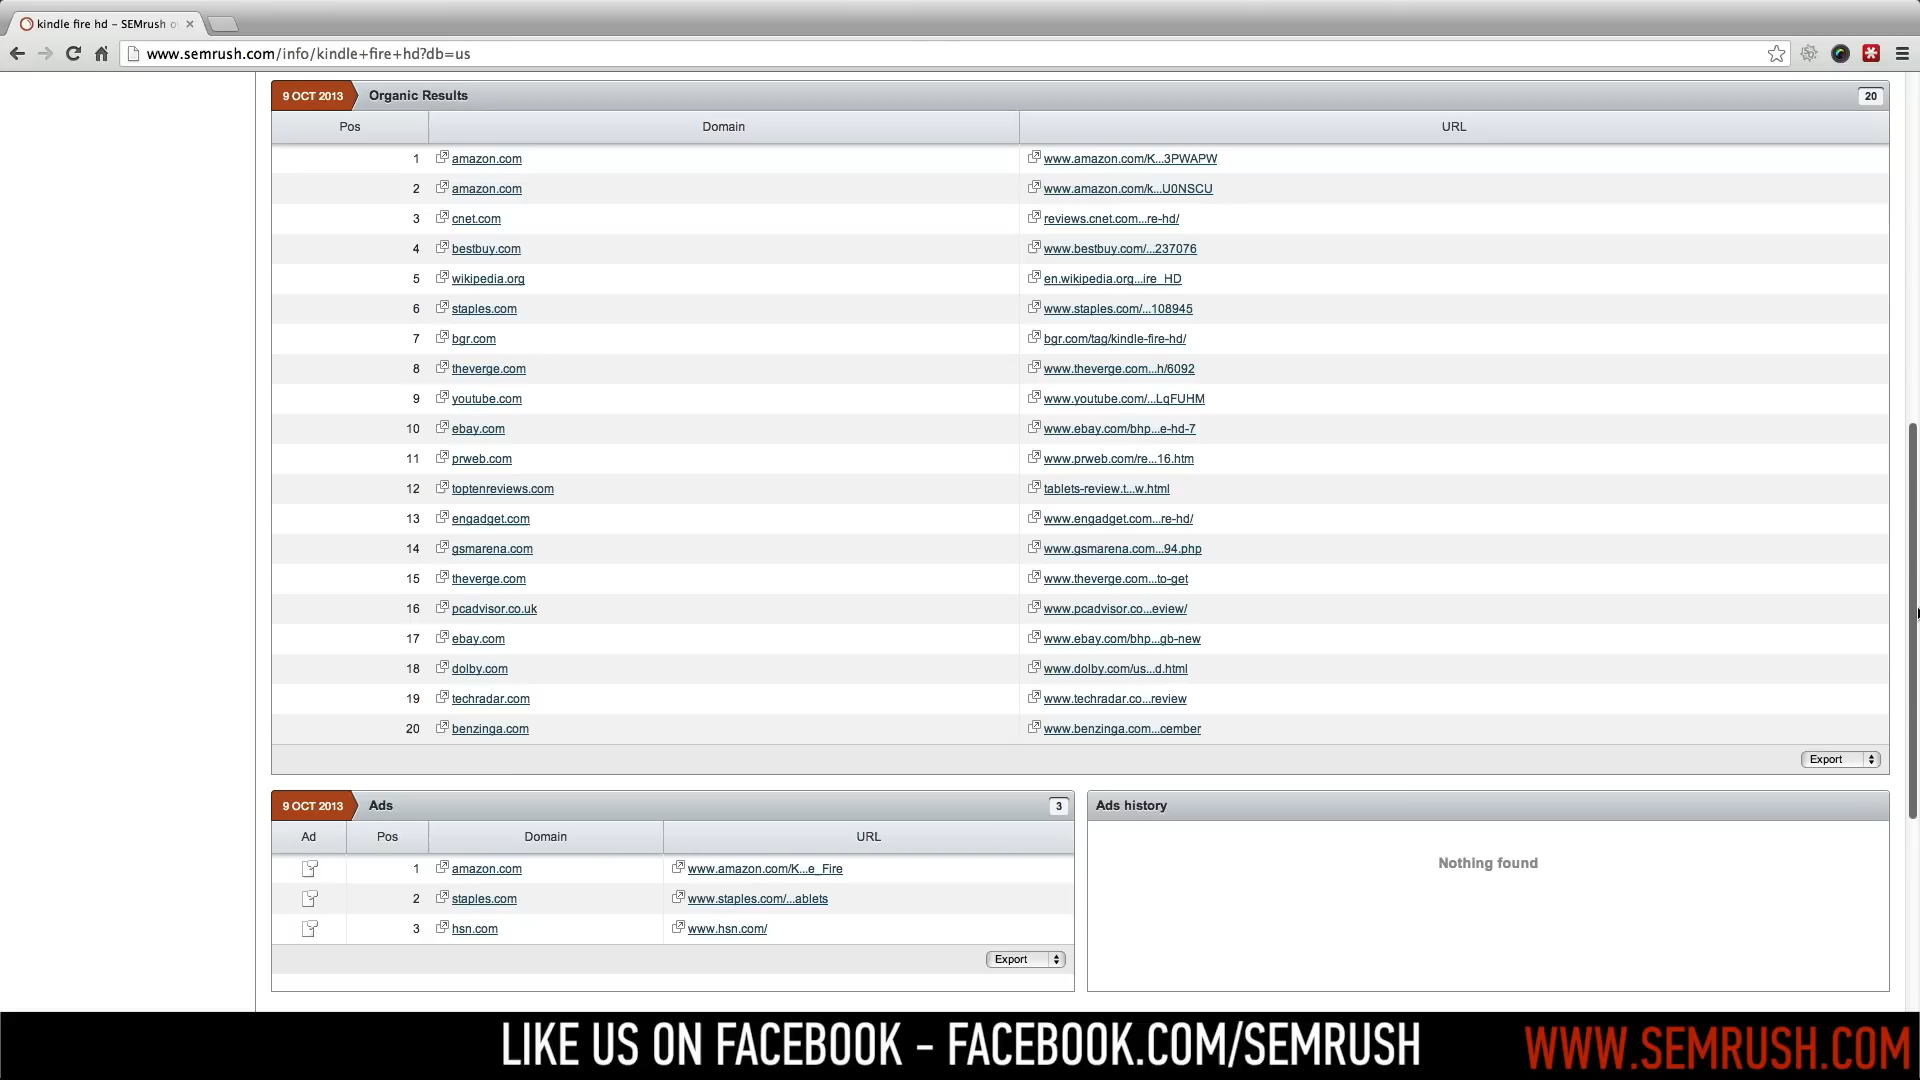 kindle fire hd – SEMrush o
www.semrush.com/info/kindle+fire+hd?db=us
9 OCT 2013 Organic Results 20
Pos Domain URL
1 amazon.com www.amazon.com/K...3PWAPW
2 amazon.com www.amazon.com/k...U0NSCU
3 cnet.com reviews.cnet.com...re-hd/
4 bestbuy.com www.bestbuy.com/...237076
5 wikipedia.org en.wikipedia.org...ire_HD
6 staples.com www.staples.com/...108945
7 bgr.com bgr.com/tag/kindle-fire-hd/
8 theverge.com www.theverge.com...h/6092
9 youtube.com www.youtube.com/...LqFUHM
10 ebay.com www.ebay.com/bhp...e-hd-7
11 prweb.com www.prweb.com/re...16.htm
12 toptenreviews.com tablets-review.t...w.html
13 engadget.com www.engadget.com...re-hd/
14 gsmarena.com www.gsmarena.com...94.php
15 theverge.com www.theverge.com...to-get
16 pcadvisor.co.uk www.pcadvisor.co...eview/
17 ebay.com www.ebay.com/bhp...gb-new
18 dolby.com www.dolby.com/us...d.html
19 techradar.com www.techradar.co...review
20 benzinga.com www.benzinga.com...cember
Export
9 OCT 2013 Ads 3
Ad Pos Domain URL
1 amazon.com www.amazon.com/K...e_Fire
2 staples.com www.staples.com/...ablets
3 hsn.com www.hsn.com/
Export
Ads history
Nothing found
LIKE US ON FACEBOOK - FACEBOOK.COM/SEMRUSH
WWW.SEMRUSH.COM